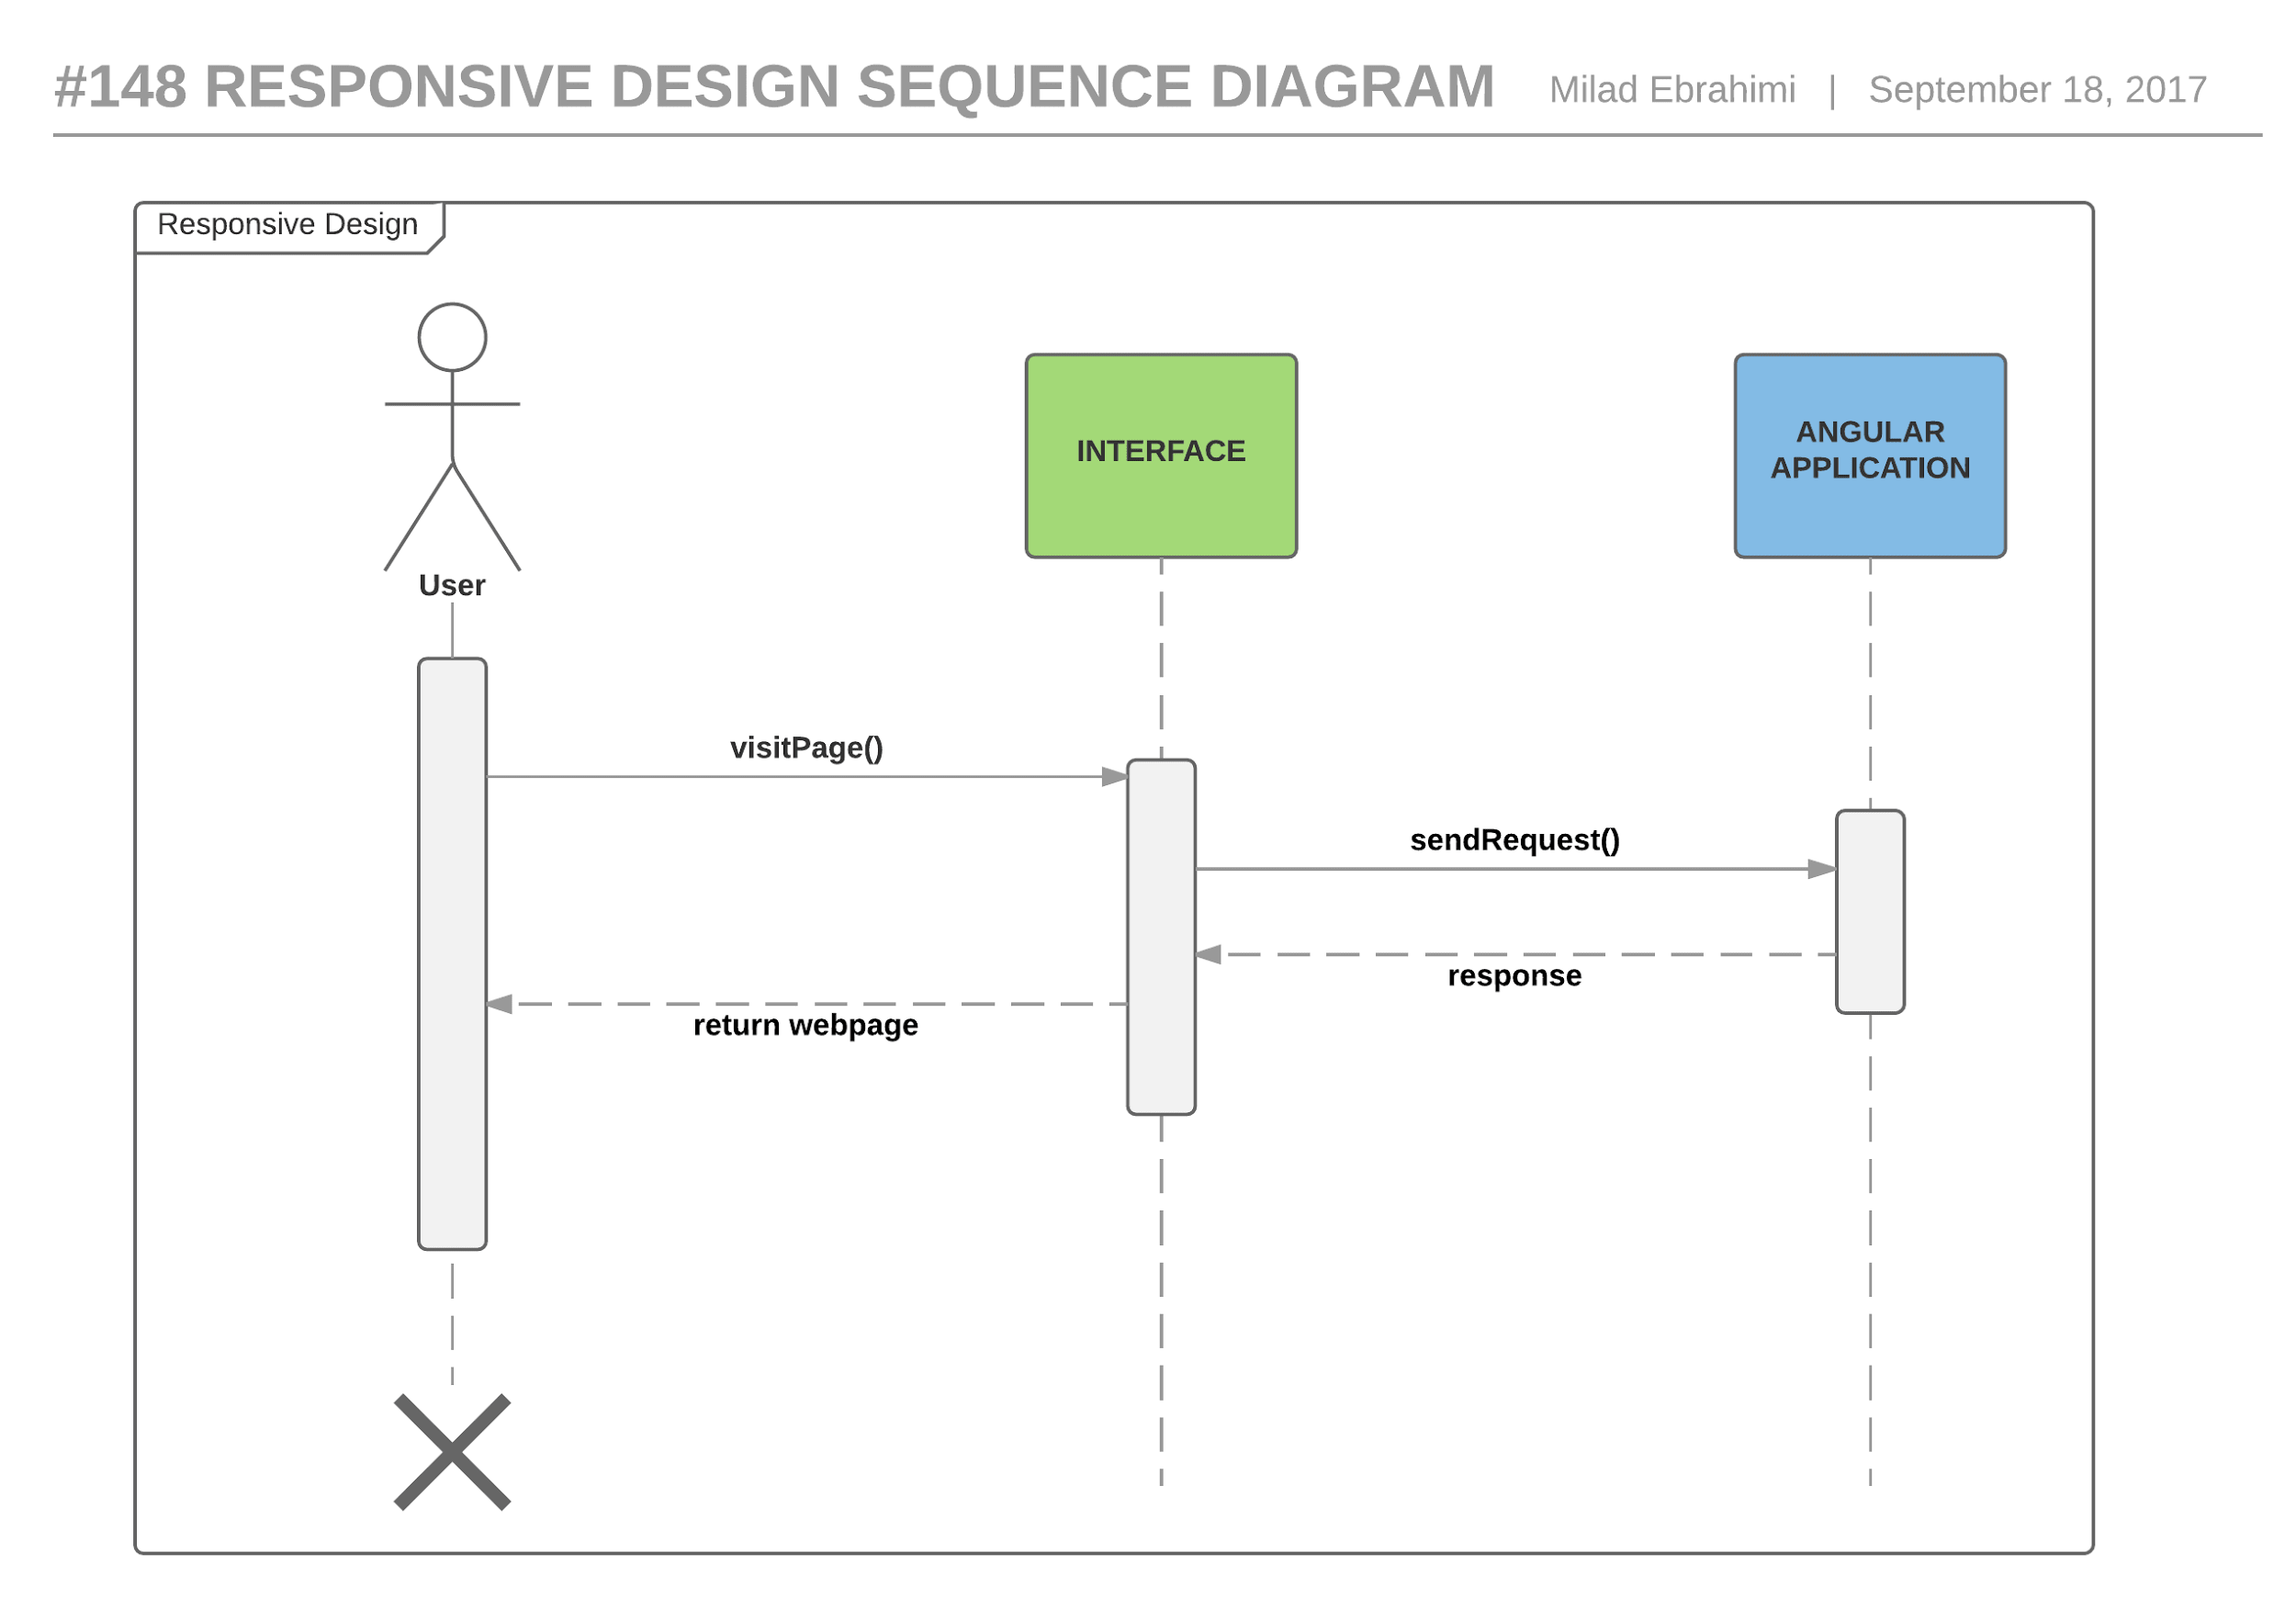 #148 RESPONSIVE DESIGN SEQUENCE DIAGRAM
Milad Ebrahimi | September 18, 2017
Responsive Design
User
INTERFACE
ANGULAR
APPLICATION
visitPage()
sendRequest()
response
return webpage